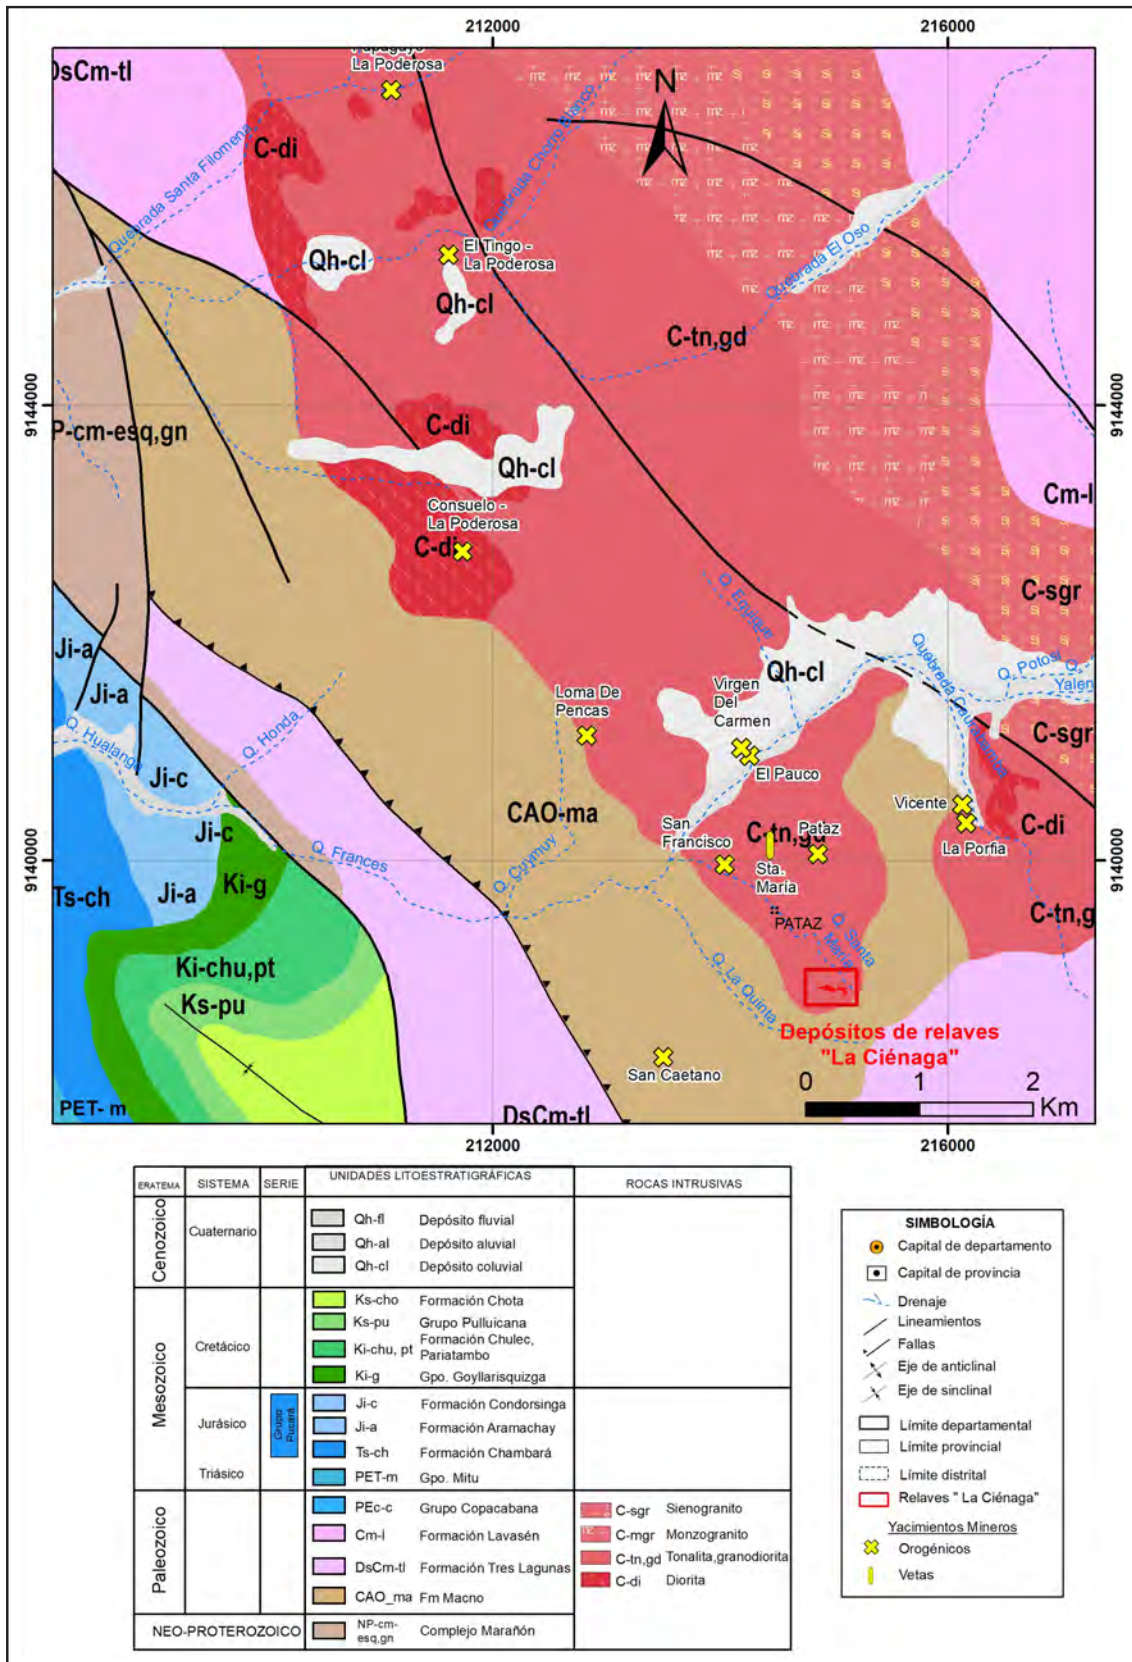 212000
216000
DsCm-tl
Papagayo -
La Poderosa
N
C-di
Quebrada Santa Filomena
Quebrada Chorro Blanco
Qh-cl
El Tingo -
La Poderosa
Quebrada El Oso
Qh-cl
C-tn,gd
9144000
9144000
C-di
P-cm-esq,gn
Qh-cl
Cm-l
Consuelo -
La Poderosa
C-di
C-sgr
Ji-a
Ji-a
Qh-cl
Quebrada Caurabamba
Q. Potosí
Q.
Yalen
Loma De
Pencas
Virgen
Del
Carmen
C-sgr
Q. Hualanga
Q. Honda
Ji-c
El Pauco
Vicente
CAO-ma
San
Francisco
C-tn,gd
Pataz
C-di
La Porfia
Ji-c
9140000
9140000
Q. Frances
Q. Cuymuy
Ki-g
Sta.
María
Ts-ch
Ji-a
PATAZ
C-tn,g
Q. Santa
María
Ki-chu,pt
Q. La Quinta
Ks-pu
Depósitos de relaves
"La Ciénaga"
San Caetano
0 1 2
Km
PET- m
DsCm-tl
212000
216000
ERATEMA SISTEMA SERIE UNIDADES LITOESTRATIGRÁFICAS ROCAS INTRUSIVAS
Cenozoico
Cuaternario
Qh-fl Depósito fluvial
Qh-al Depósito aluvial
Qh-cl Depósito coluvial
Mesozoico
Cretácico
Ks-cho Formación Chota
Ks-pu Grupo Pulluicana
Ki-chu, pt Formación Chulec,
Pariatambo
Ki-g Gpo. Goyllarisquizga
Jurásico
Grupo
Pucará
Ji-c Formación Condorsinga
Ji-a Formación Aramachay
Ts-ch Formación Chambará
Triásico
PET-m Gpo. Mitu
Paleozoico
PEc-c Grupo Copacabana
Cm-l Formación Lavasén
DsCm-tl Formación Tres Lagunas
CAO_ma Fm Macno
C-sgr Sienogranito
C-mgr Monzogranito
C-tn,gd Tonalita,granodiorita
C-di Diorita
NEO-PROTEROZOICO
NP-cm-
esq,gn Complejo Marañón
SIMBOLOGÍA
Capital de departamento
Capital de provincia
Drenaje
Lineamientos
Fallas
Eje de anticlinal
Eje de sinclinal
Límite departamental
Límite provincial
Límite distrital
Relaves " La Ciénaga"
Yacimientos Mineros
Orogénicos
Vetas